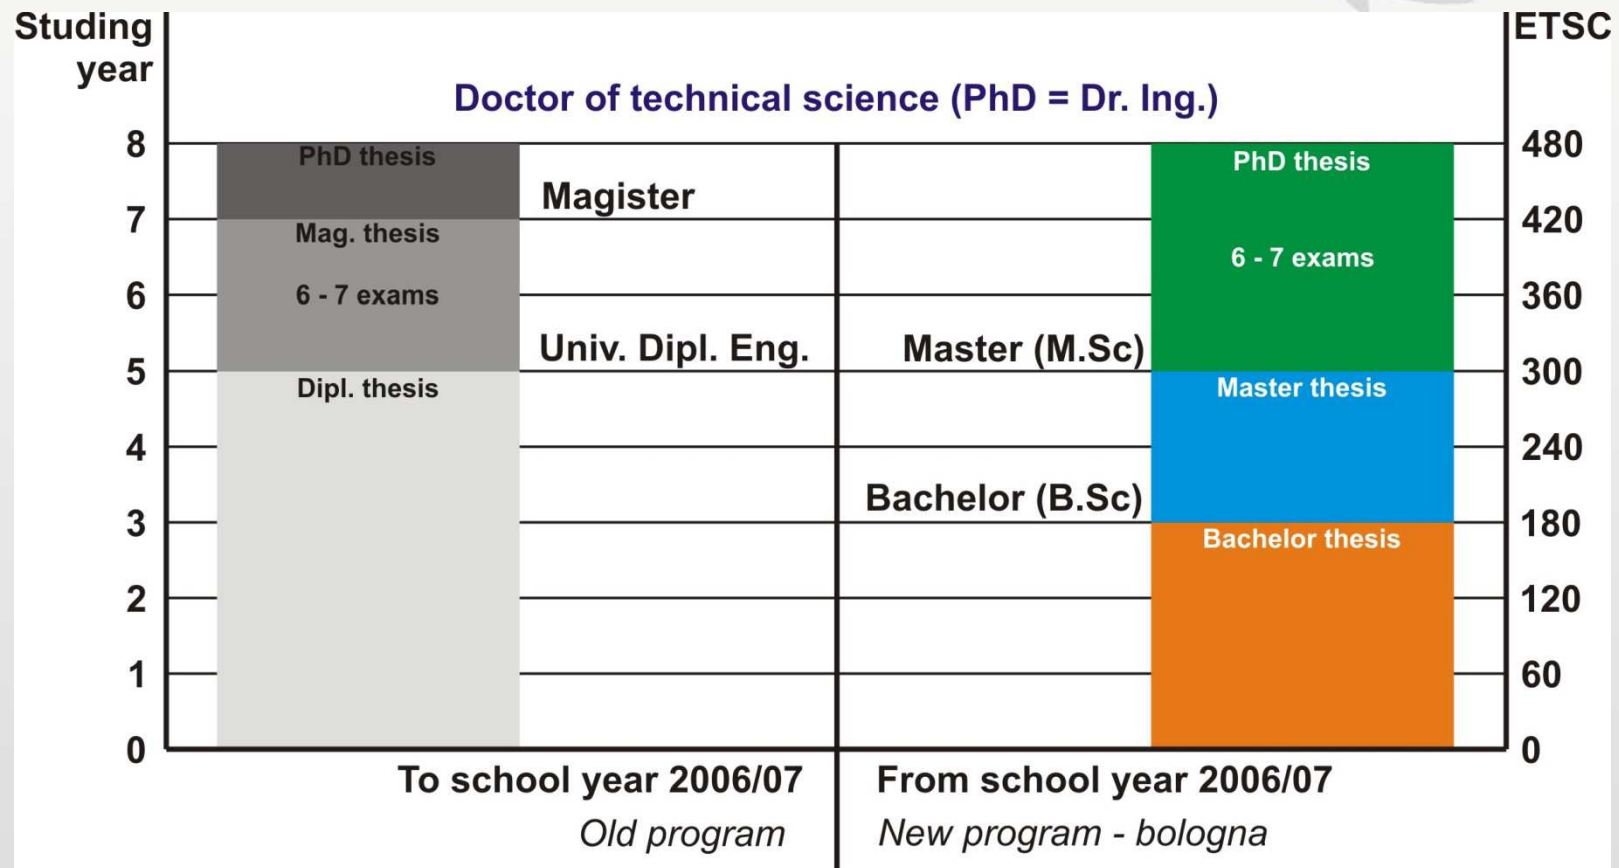 Studing
year
ETSC
Doctor of technical science (PhD = Dr. Ing.)
8
PhD thesis
PhD thesis
480
Magister
7
420
Mag. thesis
6 - 7 exams
6
6 - 7 exams
360
Univ. Dipl. Eng.
Master (M.Sc)
5
300
Dipl. thesis
Master thesis
4
240
Bachelor (B.Sc)
3
180
Bachelor thesis
2
120
1
60
0
0
To school year 2006/07
From school year 2006/07
Old program
New program - bologna